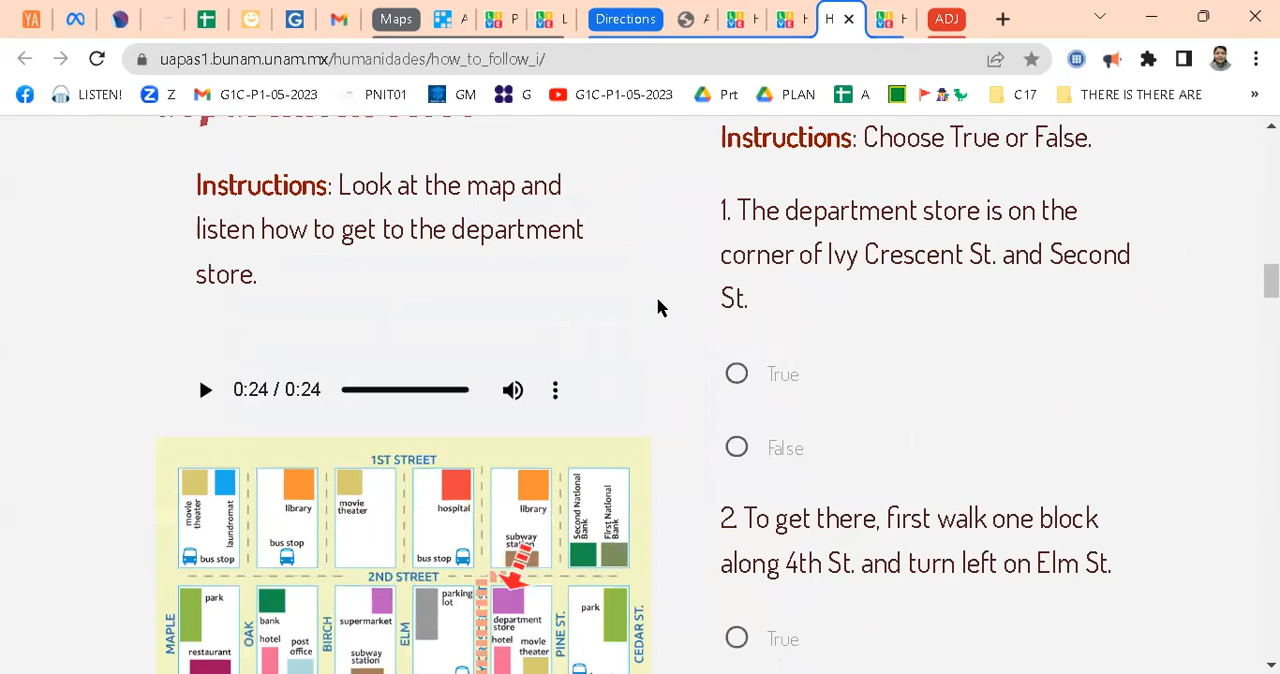 Maps
A
P
L
Directions
A
H
H
H
H
ADJ
uapas1.bunam.unam.mx/humanidades/how_to_follow_i/
LISTEN!
Z
G1C-P1-05-2023
PNIT01
GM
G
G1C-P1-05-2023
Prt
PLAN
A
C17
THERE IS THERE ARE
»
Instructions: Look at the map and
listen how to get to the department
store.
0:24 / 0:24
1ST STREET
movie theater
laundromat
bus stop
library
bus stop
movie
theater
hospital
bus stop
library
subway
station
Second National
Bank
First National
Bank
2ND STREET
MAPLE
park
restaurant
OAK
bank
hotel
post
office
BIRCH
supermarket
subway
station
ELM
parking
lot
department
store
hotel
movie
theater
PINE ST.
park
CEDAR ST.
Instructions: Choose True or False.
1. The department store is on the
corner of Ivy Crescent St. and Second
St.
True
False
2. To get there, first walk one block
along 4th St. and turn left on Elm St.
True